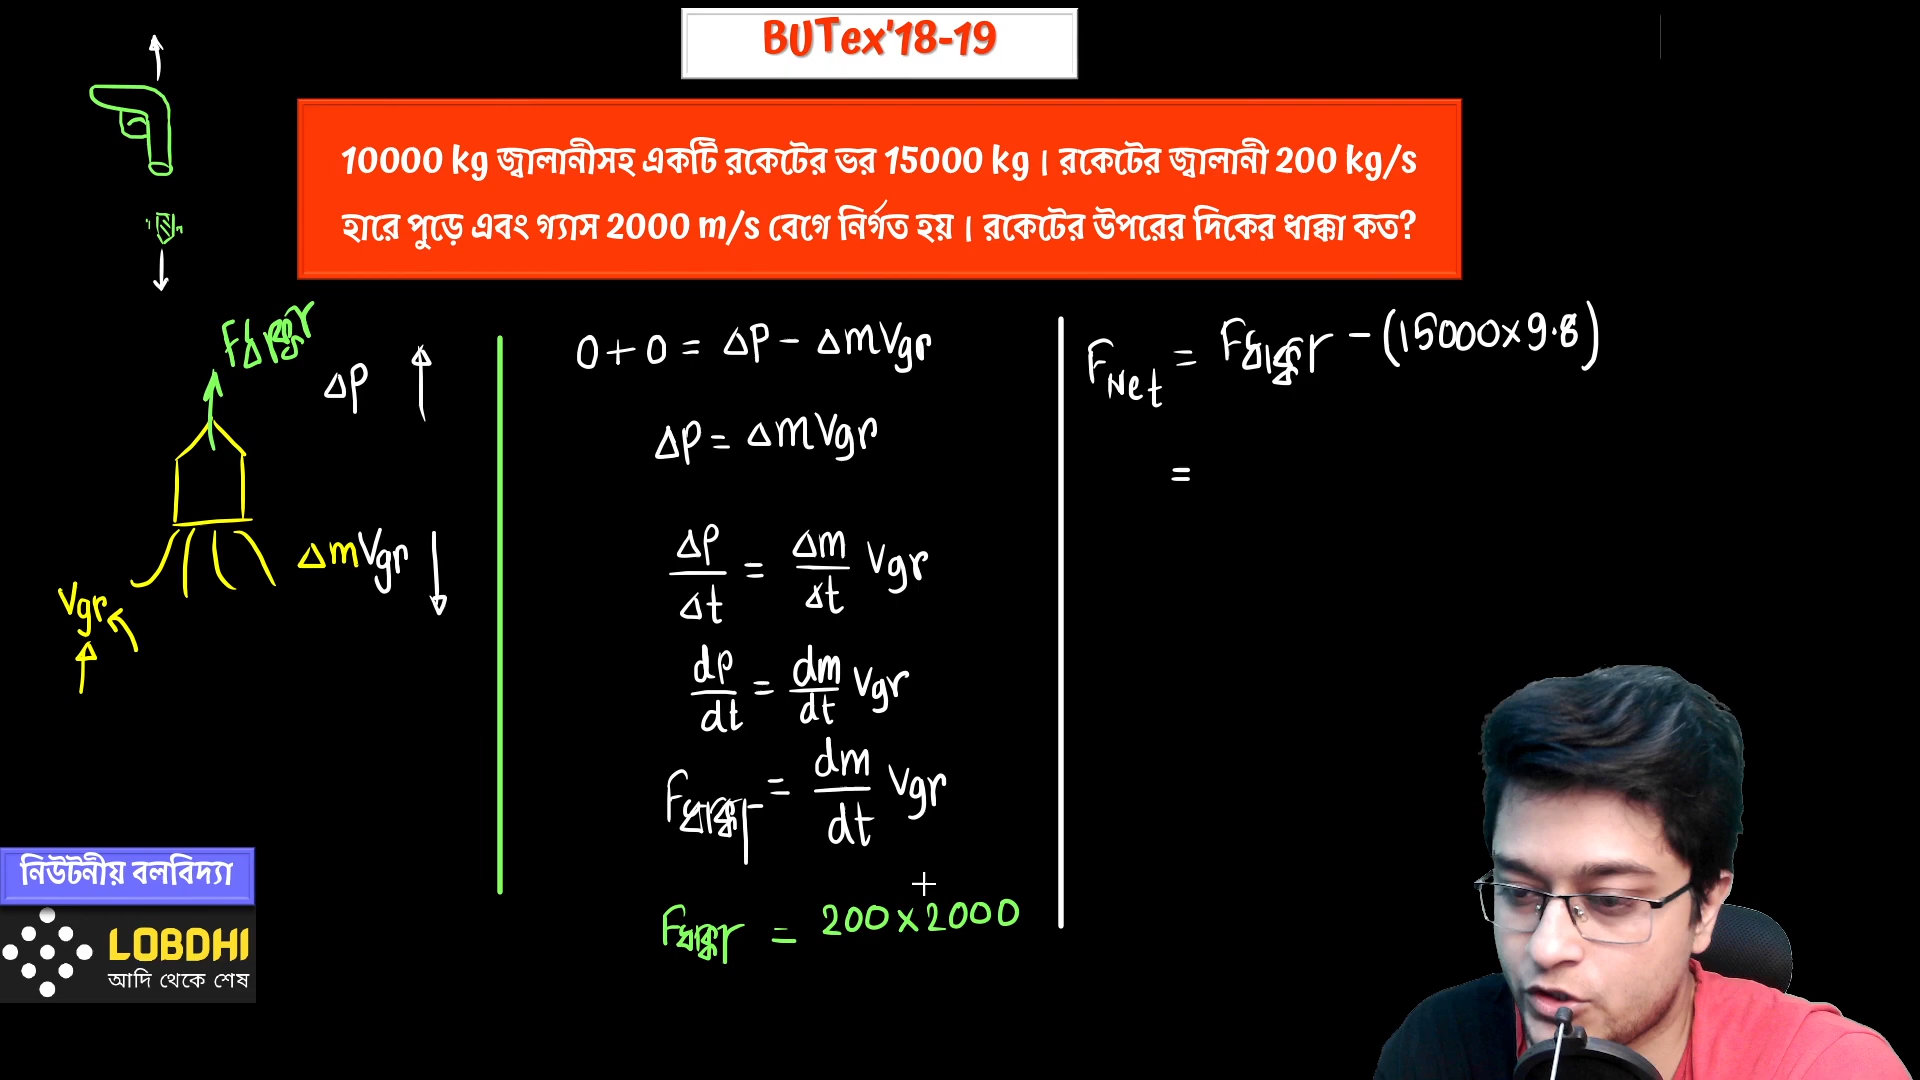 BUTex'18-19
10000 kg জ্বালানীসহ একটি রকেটের ভর 15000 kg। রকেটের জ্বালানী 200 kg/s
হারে পুড়ে এবং গ্যাস 2000 m/s বেগে নির্গত হয়। রকেটের উপরের দিকের ধাক্কা কত?
Fধাক্কা
ΔP
ΔmVgr
Vgr
0 + 0 = ΔP - ΔmVgr
ΔP = ΔmVgr
ΔP/Δt = Δm/Δt Vgr
dP/dt = dm/dt Vgr
Fধাক্কা = dm/dt Vgr
Fধাক্কা = 200 × 2000
FNet = Fধাক্কা - (15000×9.8)
=
নিউটনীয় বলবিদ্যা
LOBDHI
আদি থেকে শেষ